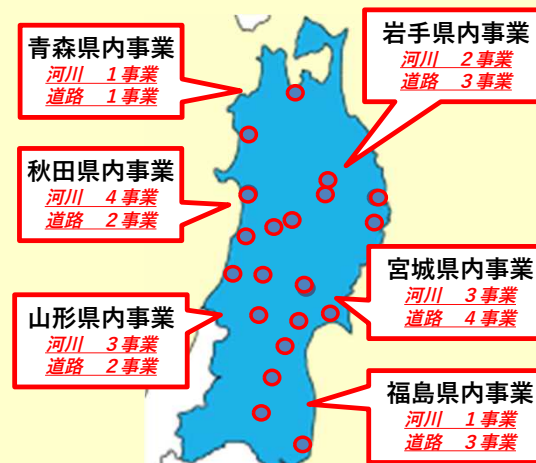 青森県内事業
河川　1事業
道路　1事業
岩手県内事業
河川　2事業
道路　3事業
秋田県内事業
河川　4事業
道路　2事業
宮城県内事業
河川　3事業
道路　4事業
山形県内事業
河川　3事業
道路　2事業
福島県内事業
河川　1事業
道路　3事業